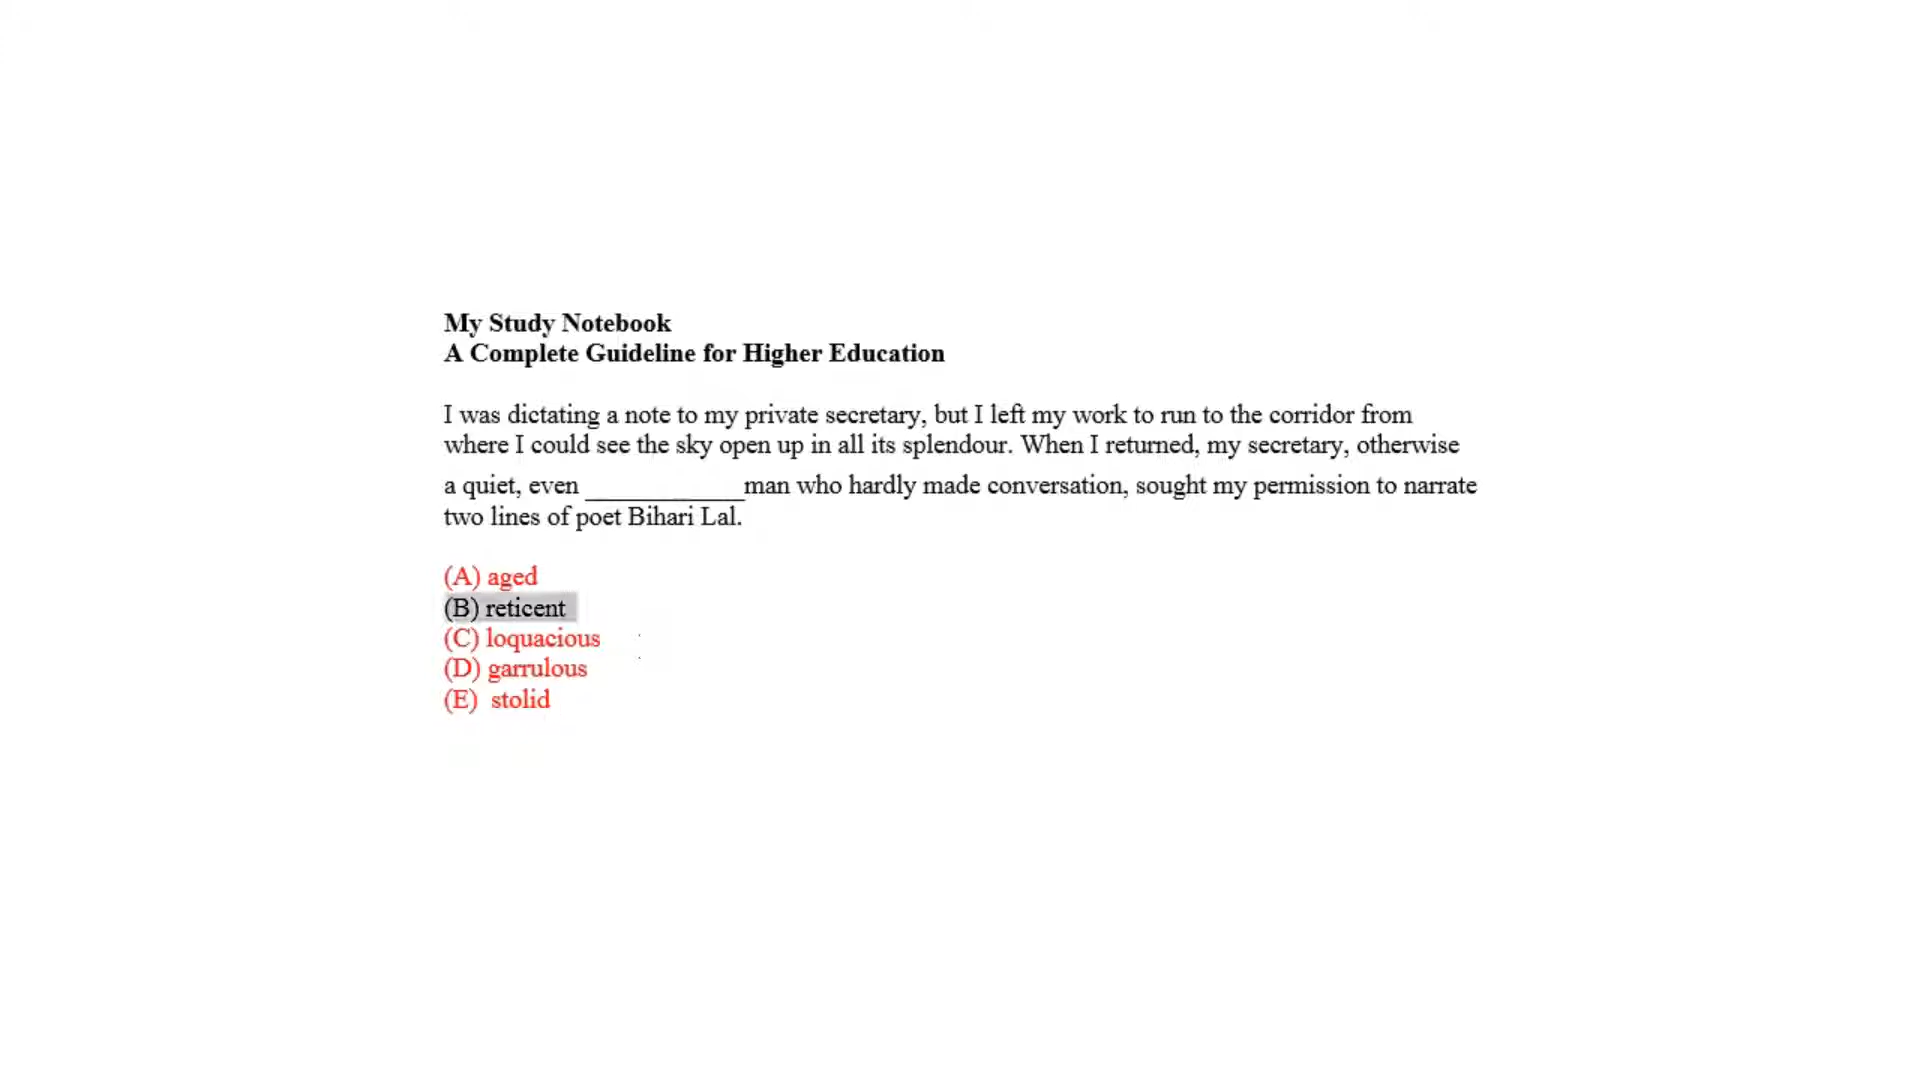 My Study Notebook
A Complete Guideline for Higher Education
I was dictating a note to my private secretary, but I left my work to run to the corridor from
where I could see the sky open up in all its splendour. When I returned, my secretary, otherwise
a quiet, even ____________man who hardly made conversation, sought my permission to narrate
two lines of poet Bihari Lal.
(A) aged
(B) reticent
(C) loquacious
(D) garrulous
(E) stolid